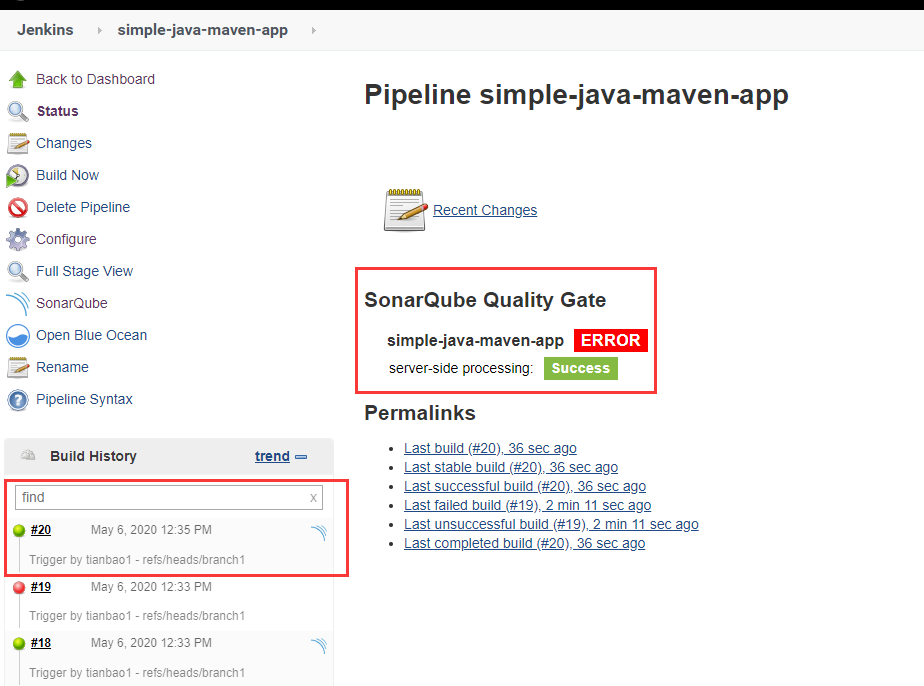 Jenkins
simple-java-maven-app
Back to Dashboard
Status
Changes
Build Now
Delete Pipeline
Configure
Full Stage View
SonarQube
Open Blue Ocean
Rename
Pipeline Syntax
Build History
trend
find
x
#20
May 6, 2020 12:35 PM
Trigger by tianbao1 - refs/heads/branch1
#19
May 6, 2020 12:33 PM
Trigger by tianbao1 - refs/heads/branch1
#18
May 6, 2020 12:33 PM
Trigger by tianbao1 - refs/heads/branch1
Pipeline simple-java-maven-app
Recent Changes
SonarQube Quality Gate
simple-java-maven-app ERROR
server-side processing: Success
Permalinks
Last build (#20), 36 sec ago
Last stable build (#20), 36 sec ago
Last successful build (#20), 36 sec ago
Last failed build (#19), 2 min 11 sec ago
Last unsuccessful build (#19), 2 min 11 sec ago
Last completed build (#20), 36 sec ago